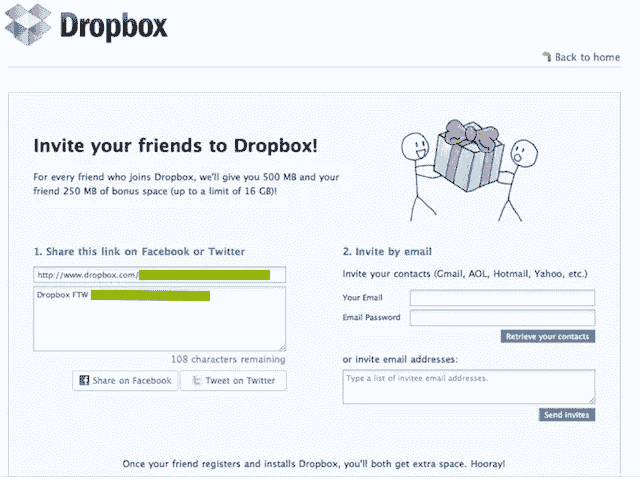 Dropbox
Back to home
Invite your friends to Dropbox!
For every friend who joins Dropbox, we'll give you 500 MB and your
friend 250 MB of bonus space (up to a limit of 16 GB)!
1. Share this link on Facebook or Twitter
http://www.dropbox.com/
Dropbox FTW
108 characters remaining
Share on Facebook
Tweet on Twitter
2. Invite by email
Invite your contacts (Gmail, AOL, Hotmail, Yahoo, etc.)
Your Email
Email Password
Retrieve your contacts
or invite email addresses:
Type a list of invitee email addresses.
Send invites
Once your friend registers and installs Dropbox, you'll both get extra space. Hooray!